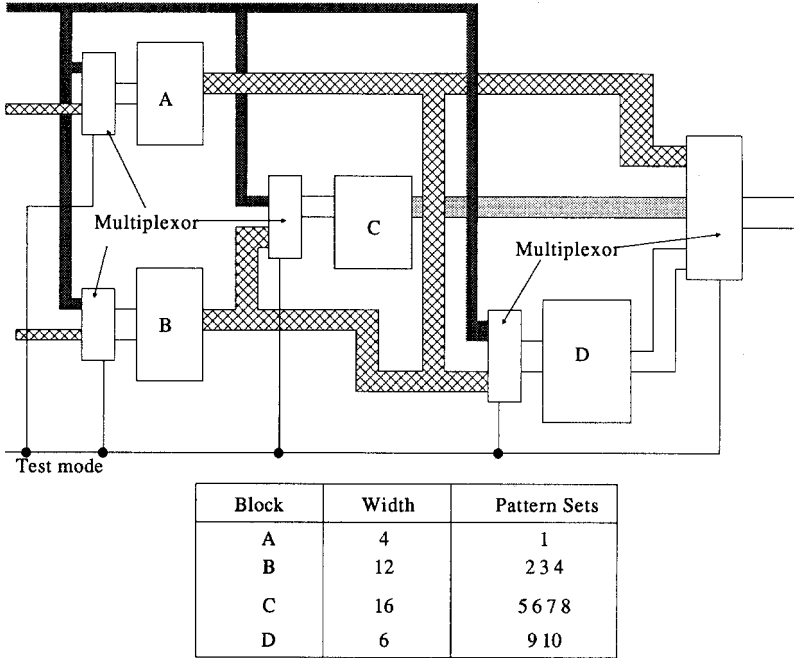 A
Multiplexor
C
Multiplexor
B
D
Test mode
Block Width Pattern Sets
A 4 1
B 12 2 3 4
C 16 5 6 7 8
D 6 9 10